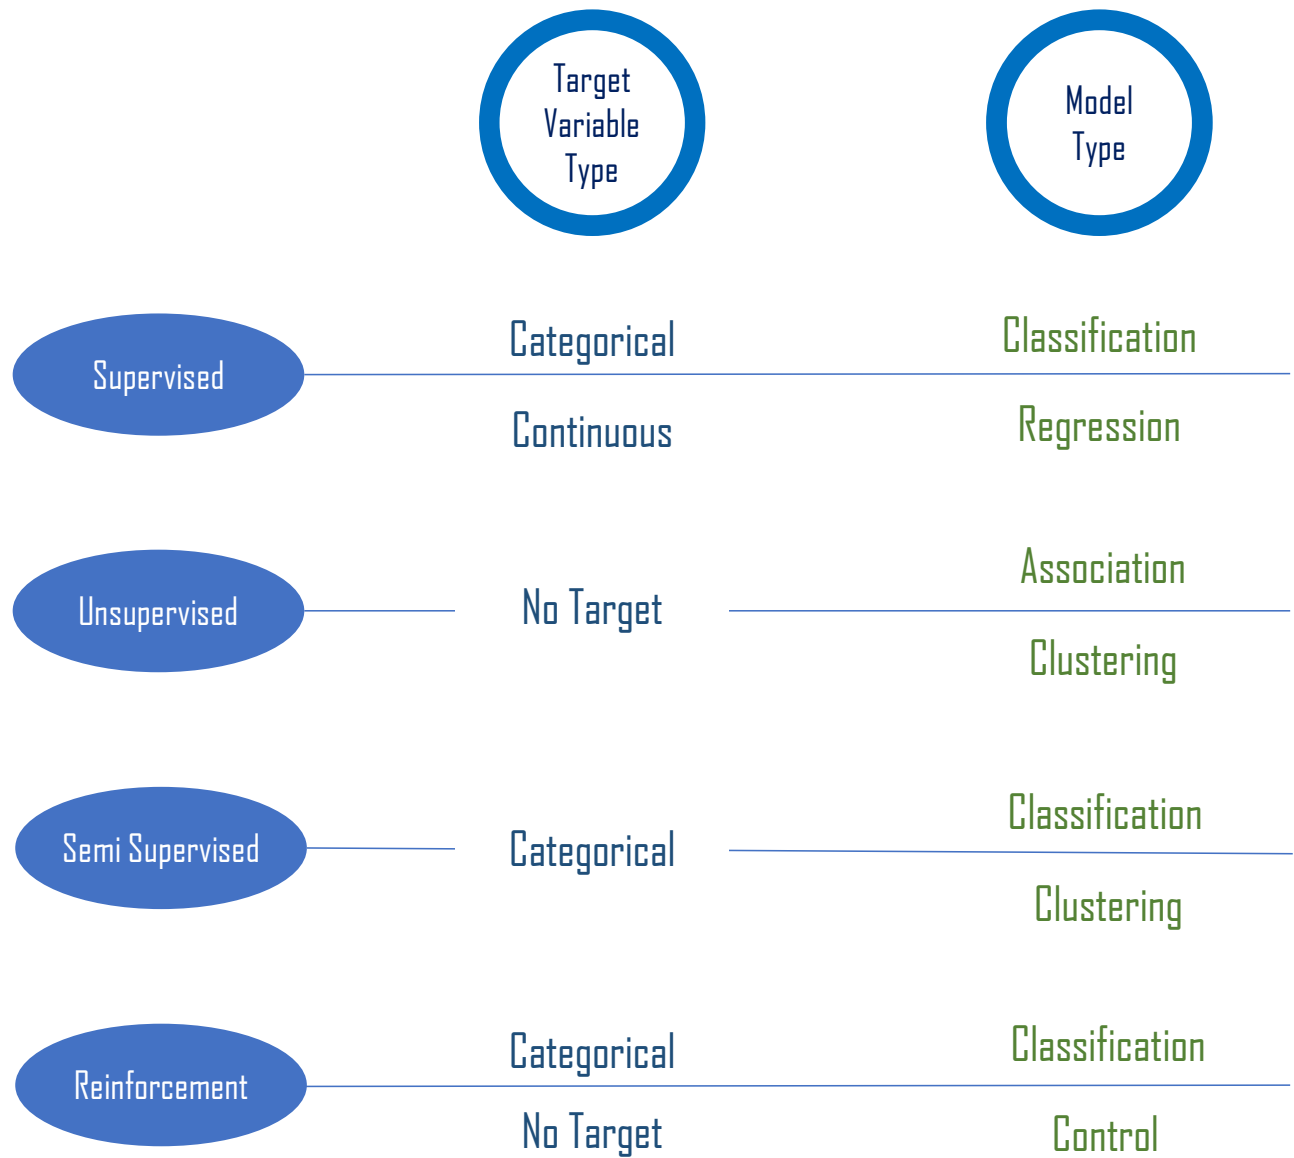 Target
Variable
Type
Model
Type
Supervised
Categorical
Classification
Continuous
Regression
Unsupervised
No Target
Association
Clustering
Semi Supervised
Categorical
Classification
Clustering
Reinforcement
Categorical
Classification
No Target
Control